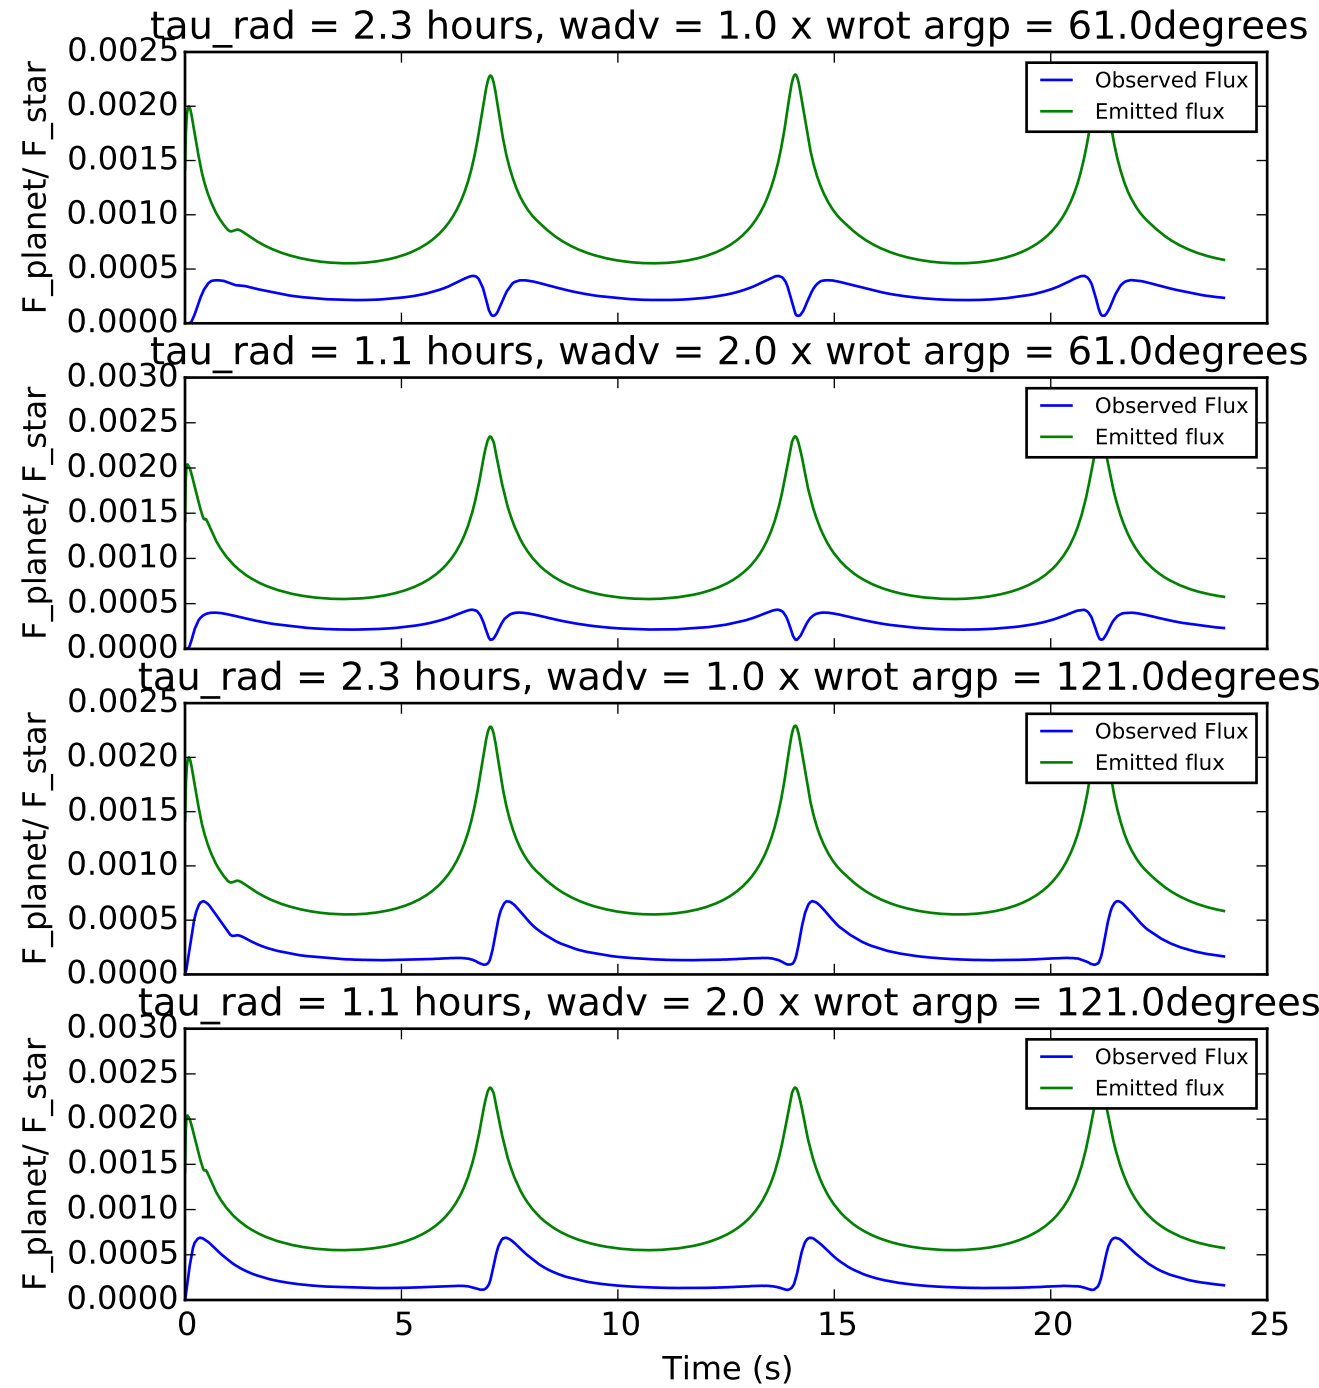 tau_rad = 2.3 hours, wadv = 1.0 x wrot argp = 61.0degrees
0.0025
0.0020
0.0015
0.0010
0.0005
0.0000
F_planet/ F_star
Observed Flux
Emitted flux
tau_rad = 1.1 hours, wadv = 2.0 x wrot argp = 61.0degrees
0.0030
0.0025
0.0020
0.0015
0.0010
0.0005
0.0000
F_planet/ F_star
Observed Flux
Emitted flux
tau_rad = 2.3 hours, wadv = 1.0 x wrot argp = 121.0degrees
0.0025
0.0020
0.0015
0.0010
0.0005
0.0000
F_planet/ F_star
Observed Flux
Emitted flux
tau_rad = 1.1 hours, wadv = 2.0 x wrot argp = 121.0degrees
0.0030
0.0025
0.0020
0.0015
0.0010
0.0005
0.0000
F_planet/ F_star
Observed Flux
Emitted flux
0 5 10 15 20 25
Time (s)